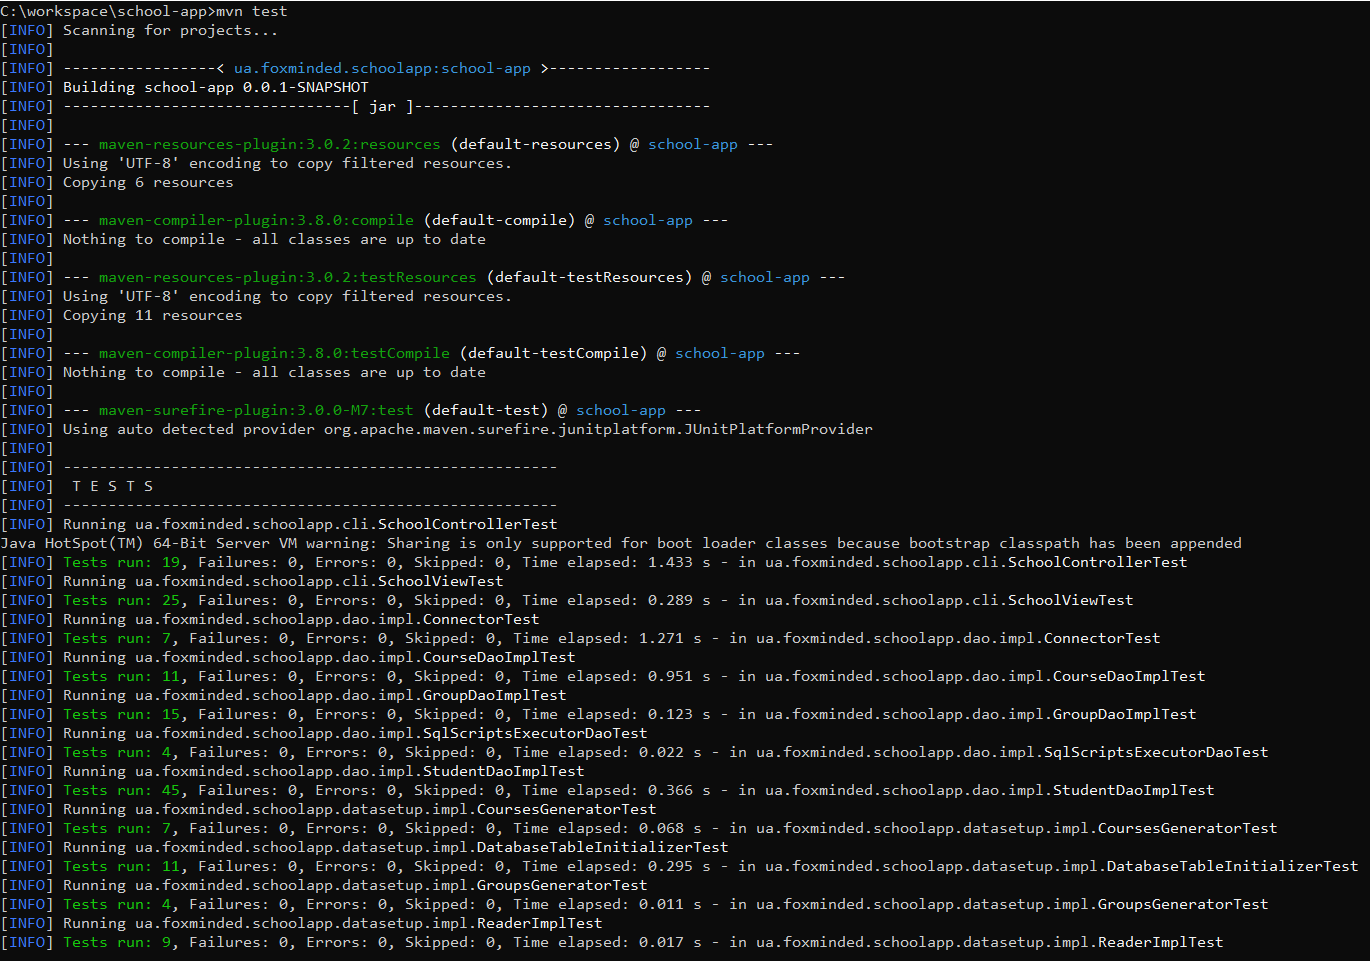 C:\workspace\school-app>mvn test
[INFO] Scanning for projects...
[INFO]
[INFO] -----------------< ua.foxminded.schoolapp:school-app >------------------
[INFO] Building school-app 0.0.1-SNAPSHOT
[INFO] --------------------------------[ jar ]---------------------------------
[INFO]
[INFO] --- maven-resources-plugin:3.0.2:resources (default-resources) @ school-app ---
[INFO] Using 'UTF-8' encoding to copy filtered resources.
[INFO] Copying 6 resources
[INFO]
[INFO] --- maven-compiler-plugin:3.8.0:compile (default-compile) @ school-app ---
[INFO] Nothing to compile - all classes are up to date
[INFO]
[INFO] --- maven-resources-plugin:3.0.2:testResources (default-testResources) @ school-app ---
[INFO] Using 'UTF-8' encoding to copy filtered resources.
[INFO] Copying 11 resources
[INFO]
[INFO] --- maven-compiler-plugin:3.8.0:testCompile (default-testCompile) @ school-app ---
[INFO] Nothing to compile - all classes are up to date
[INFO]
[INFO] --- maven-surefire-plugin:3.0.0-M7:test (default-test) @ school-app ---
[INFO] Using auto detected provider org.apache.maven.surefire.junitplatform.JUnitPlatformProvider
[INFO]
[INFO] -------------------------------------------------------
[INFO]  T E S T S
[INFO] -------------------------------------------------------
[INFO] Running ua.foxminded.schoolapp.cli.SchoolControllerTest
Java HotSpot(TM) 64-Bit Server VM warning: Sharing is only supported for boot loader classes because bootstrap classpath has been appended
[INFO] Tests run: 19, Failures: 0, Errors: 0, Skipped: 0, Time elapsed: 1.433 s - in ua.foxminded.schoolapp.cli.SchoolControllerTest
[INFO] Running ua.foxminded.schoolapp.cli.SchoolViewTest
[INFO] Tests run: 25, Failures: 0, Errors: 0, Skipped: 0, Time elapsed: 0.289 s - in ua.foxminded.schoolapp.cli.SchoolViewTest
[INFO] Running ua.foxminded.schoolapp.dao.impl.ConnectorTest
[INFO] Tests run: 7, Failures: 0, Errors: 0, Skipped: 0, Time elapsed: 1.271 s - in ua.foxminded.schoolapp.dao.impl.ConnectorTest
[INFO] Running ua.foxminded.schoolapp.dao.impl.CourseDaoImplTest
[INFO] Tests run: 11, Failures: 0, Errors: 0, Skipped: 0, Time elapsed: 0.951 s - in ua.foxminded.schoolapp.dao.impl.CourseDaoImplTest
[INFO] Running ua.foxminded.schoolapp.dao.impl.GroupDaoImplTest
[INFO] Tests run: 15, Failures: 0, Errors: 0, Skipped: 0, Time elapsed: 0.123 s - in ua.foxminded.schoolapp.dao.impl.GroupDaoImplTest
[INFO] Running ua.foxminded.schoolapp.dao.impl.SqlScriptsExecutorDaoTest
[INFO] Tests run: 4, Failures: 0, Errors: 0, Skipped: 0, Time elapsed: 0.022 s - in ua.foxminded.schoolapp.dao.impl.SqlScriptsExecutorDaoTest
[INFO] Running ua.foxminded.schoolapp.dao.impl.StudentDaoImplTest
[INFO] Tests run: 45, Failures: 0, Errors: 0, Skipped: 0, Time elapsed: 0.366 s - in ua.foxminded.schoolapp.dao.impl.StudentDaoImplTest
[INFO] Running ua.foxminded.schoolapp.datasetup.impl.CoursesGeneratorTest
[INFO] Tests run: 7, Failures: 0, Errors: 0, Skipped: 0, Time elapsed: 0.068 s - in ua.foxminded.schoolapp.datasetup.impl.CoursesGeneratorTest
[INFO] Running ua.foxminded.schoolapp.datasetup.impl.DatabaseTableInitializerTest
[INFO] Tests run: 11, Failures: 0, Errors: 0, Skipped: 0, Time elapsed: 0.295 s - in ua.foxminded.schoolapp.datasetup.impl.DatabaseTableInitializerTest
[INFO] Running ua.foxminded.schoolapp.datasetup.impl.GroupsGeneratorTest
[INFO] Tests run: 4, Failures: 0, Errors: 0, Skipped: 0, Time elapsed: 0.011 s - in ua.foxminded.schoolapp.datasetup.impl.GroupsGeneratorTest
[INFO] Running ua.foxminded.schoolapp.datasetup.impl.ReaderImplTest
[INFO] Tests run: 9, Failures: 0, Errors: 0, Skipped: 0, Time elapsed: 0.017 s - in ua.foxminded.schoolapp.datasetup.impl.ReaderImplTest